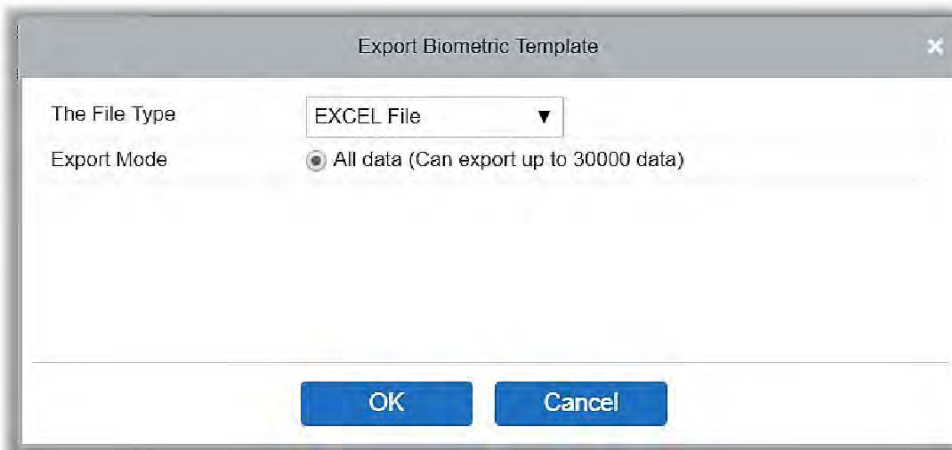 Export Biometric Template
The File Type EXCEL File
Export Mode All data (Can export up to 30000 data)
OK Cancel